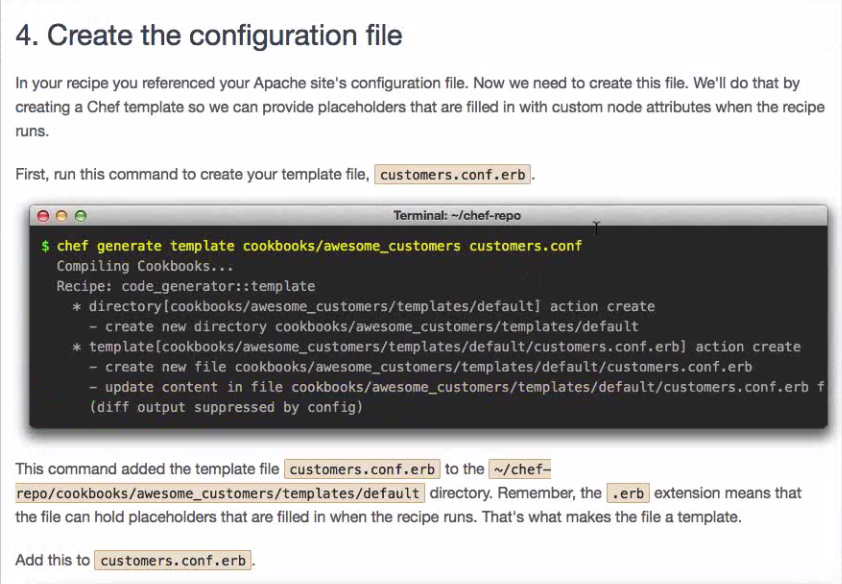 4. Create the configuration file
In your recipe you referenced your Apache site's configuration file. Now we need to create this file. We'll do that by
creating a Chef template so we can provide placeholders that are filled in with custom node attributes when the recipe
runs.
First, run this command to create your template file, customers.conf.erb.
Terminal: ~/chef-repo
$ chef generate template cookbooks/awesome_customers customers.conf
Compiling Cookbooks...
Recipe: code_generator::template
* directory[cookbooks/awesome_customers/templates/default] action create
- create new directory cookbooks/awesome_customers/templates/default
* template[cookbooks/awesome_customers/templates/default/customers.conf.erb] action create
- create new file cookbooks/awesome_customers/templates/default/customers.conf.erb
- update content in file cookbooks/awesome_customers/templates/default/customers.conf.erb f
(diff output suppressed by config)
This command added the template file customers.conf.erb to the ~/chef-
repo/cookbooks/awesome_customers/templates/default directory. Remember, the .erb extension means that
the file can hold placeholders that are filled in when the recipe runs. That's what makes the file a template.
Add this to customers.conf.erb.